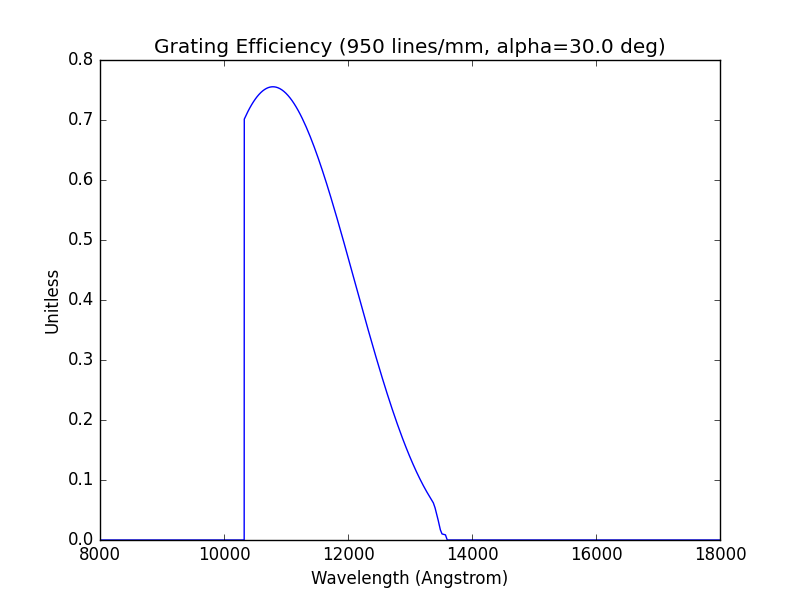 Grating Efficiency (950 lines/mm, alpha=30.0 deg)
0.8
0.7
0.6
0.5
0.4
0.3
0.2
0.1
0.0
Unitless
8000 10000 12000 14000 16000 18000
Wavelength (Angstrom)